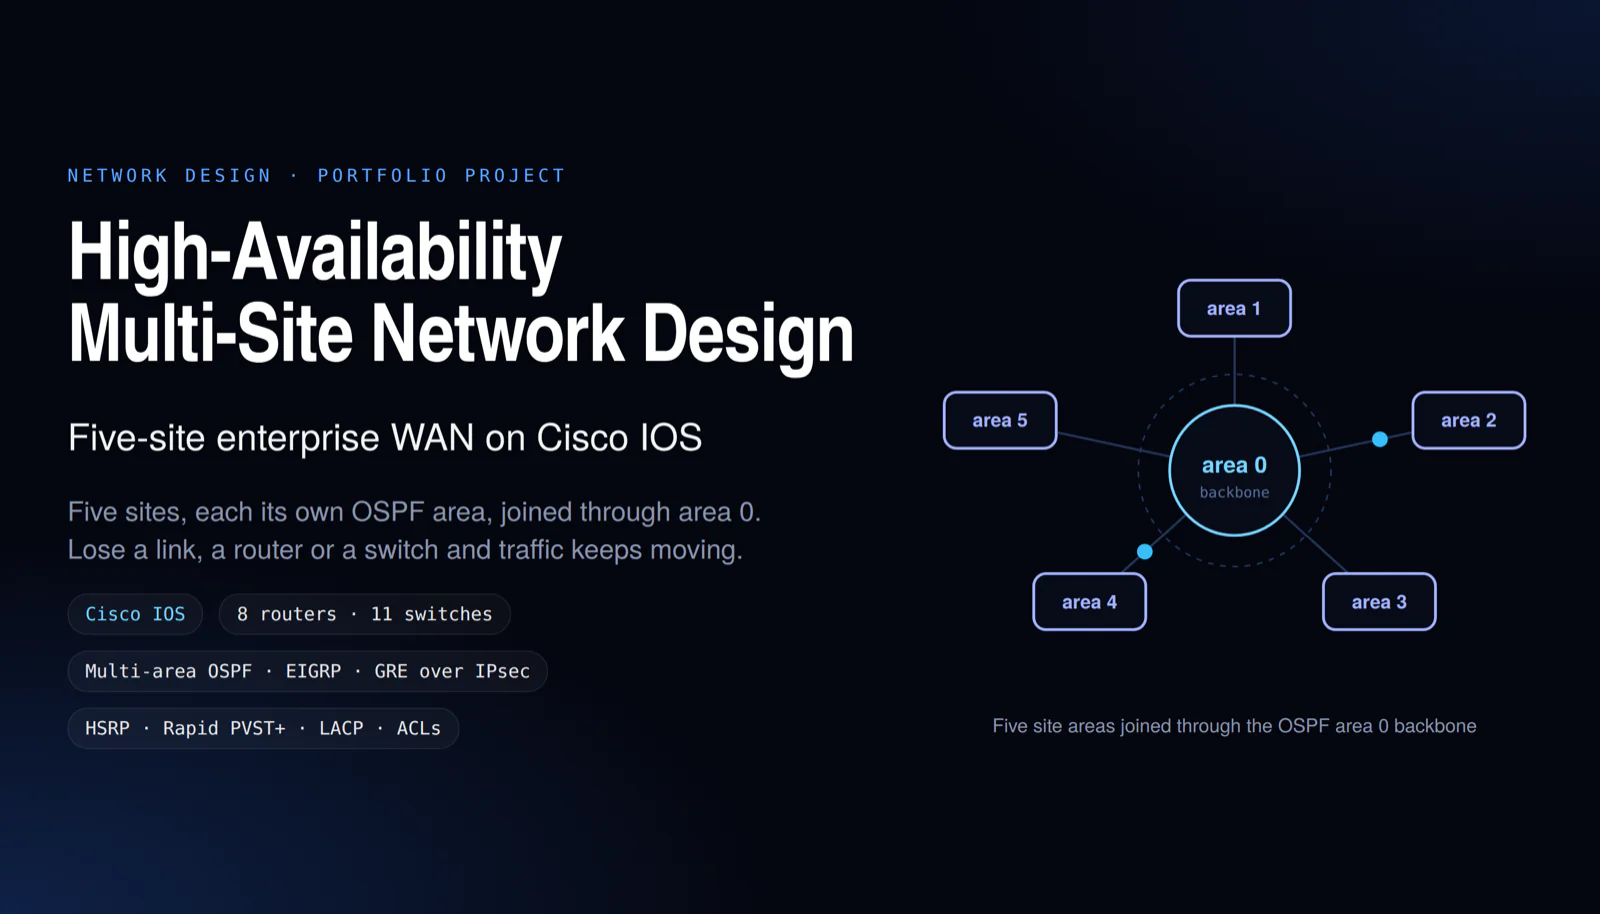 NETWORK DESIGN · PORTFOLIO PROJECT
High-Availability
Multi-Site Network Design
Five-site enterprise WAN on Cisco IOS
Five sites, each its own OSPF area, joined through area 0.
Lose a link, a router or a switch and traffic keeps moving.
Cisco IOS
8 routers · 11 switches
Multi-area OSPF · EIGRP · GRE over IPsec
HSRP · Rapid PVST+ · LACP · ACLs
area 1
area 5
area 2
area 0
backbone
area 4
area 3
Five site areas joined through the OSPF area 0 backbone